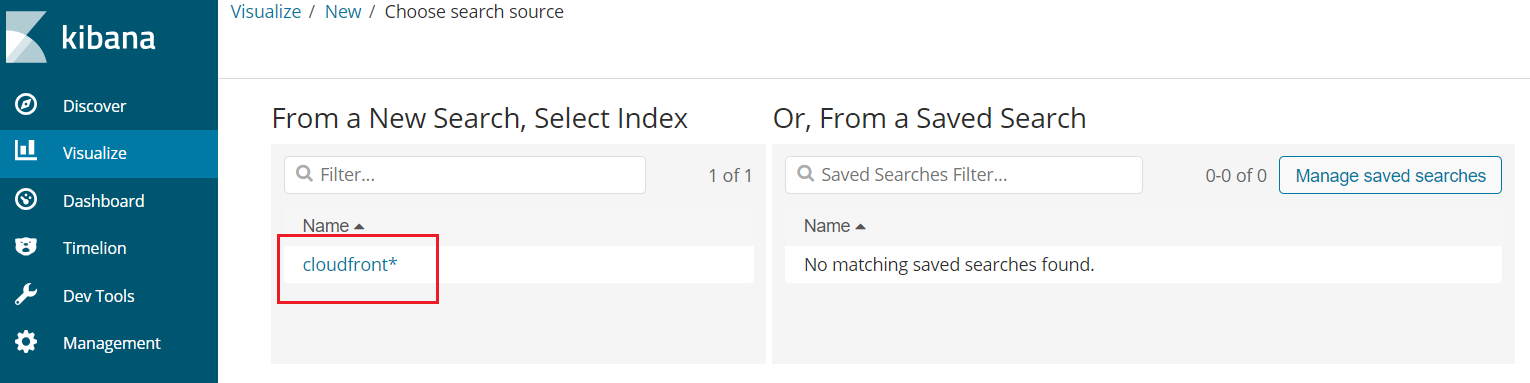 Visualize / New / Choose search source
kibana
Discover
Visualize
Dashboard
Timelion
Dev Tools
Management
From a New Search, Select Index
Filter...
1 of 1
Name
cloudfront*
Or, From a Saved Search
Saved Searches Filter...
0-0 of 0
Manage saved searches
Name
No matching saved searches found.